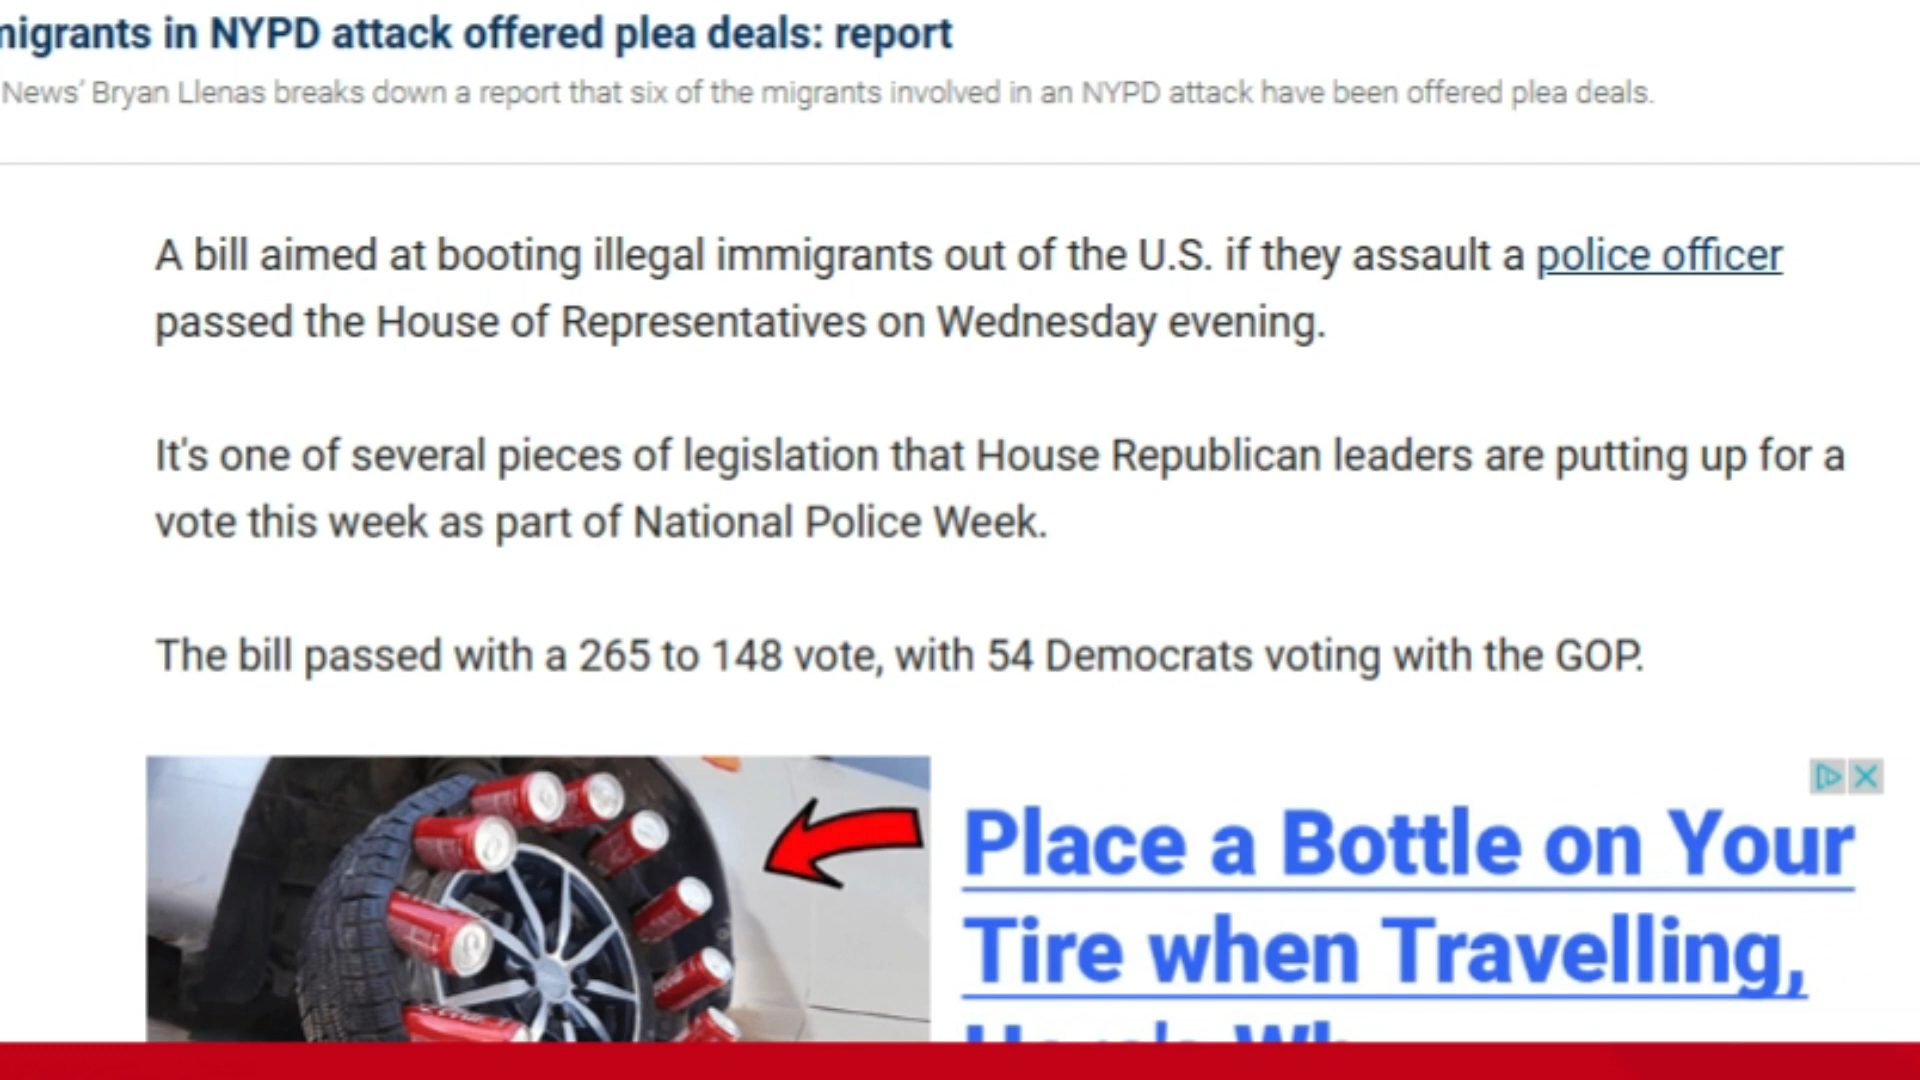 migrants in NYPD attack offered plea deals: report
News' Bryan Llenas breaks down a report that six of the migrants involved in an NYPD attack have been offered plea deals.
A bill aimed at booting illegal immigrants out of the U.S. if they assault a police officer
passed the House of Representatives on Wednesday evening.
It's one of several pieces of legislation that House Republican leaders are putting up for a
vote this week as part of National Police Week.
The bill passed with a 265 to 148 vote, with 54 Democrats voting with the GOP.
Place a Bottle on Your
Tire when Travelling,
Here's